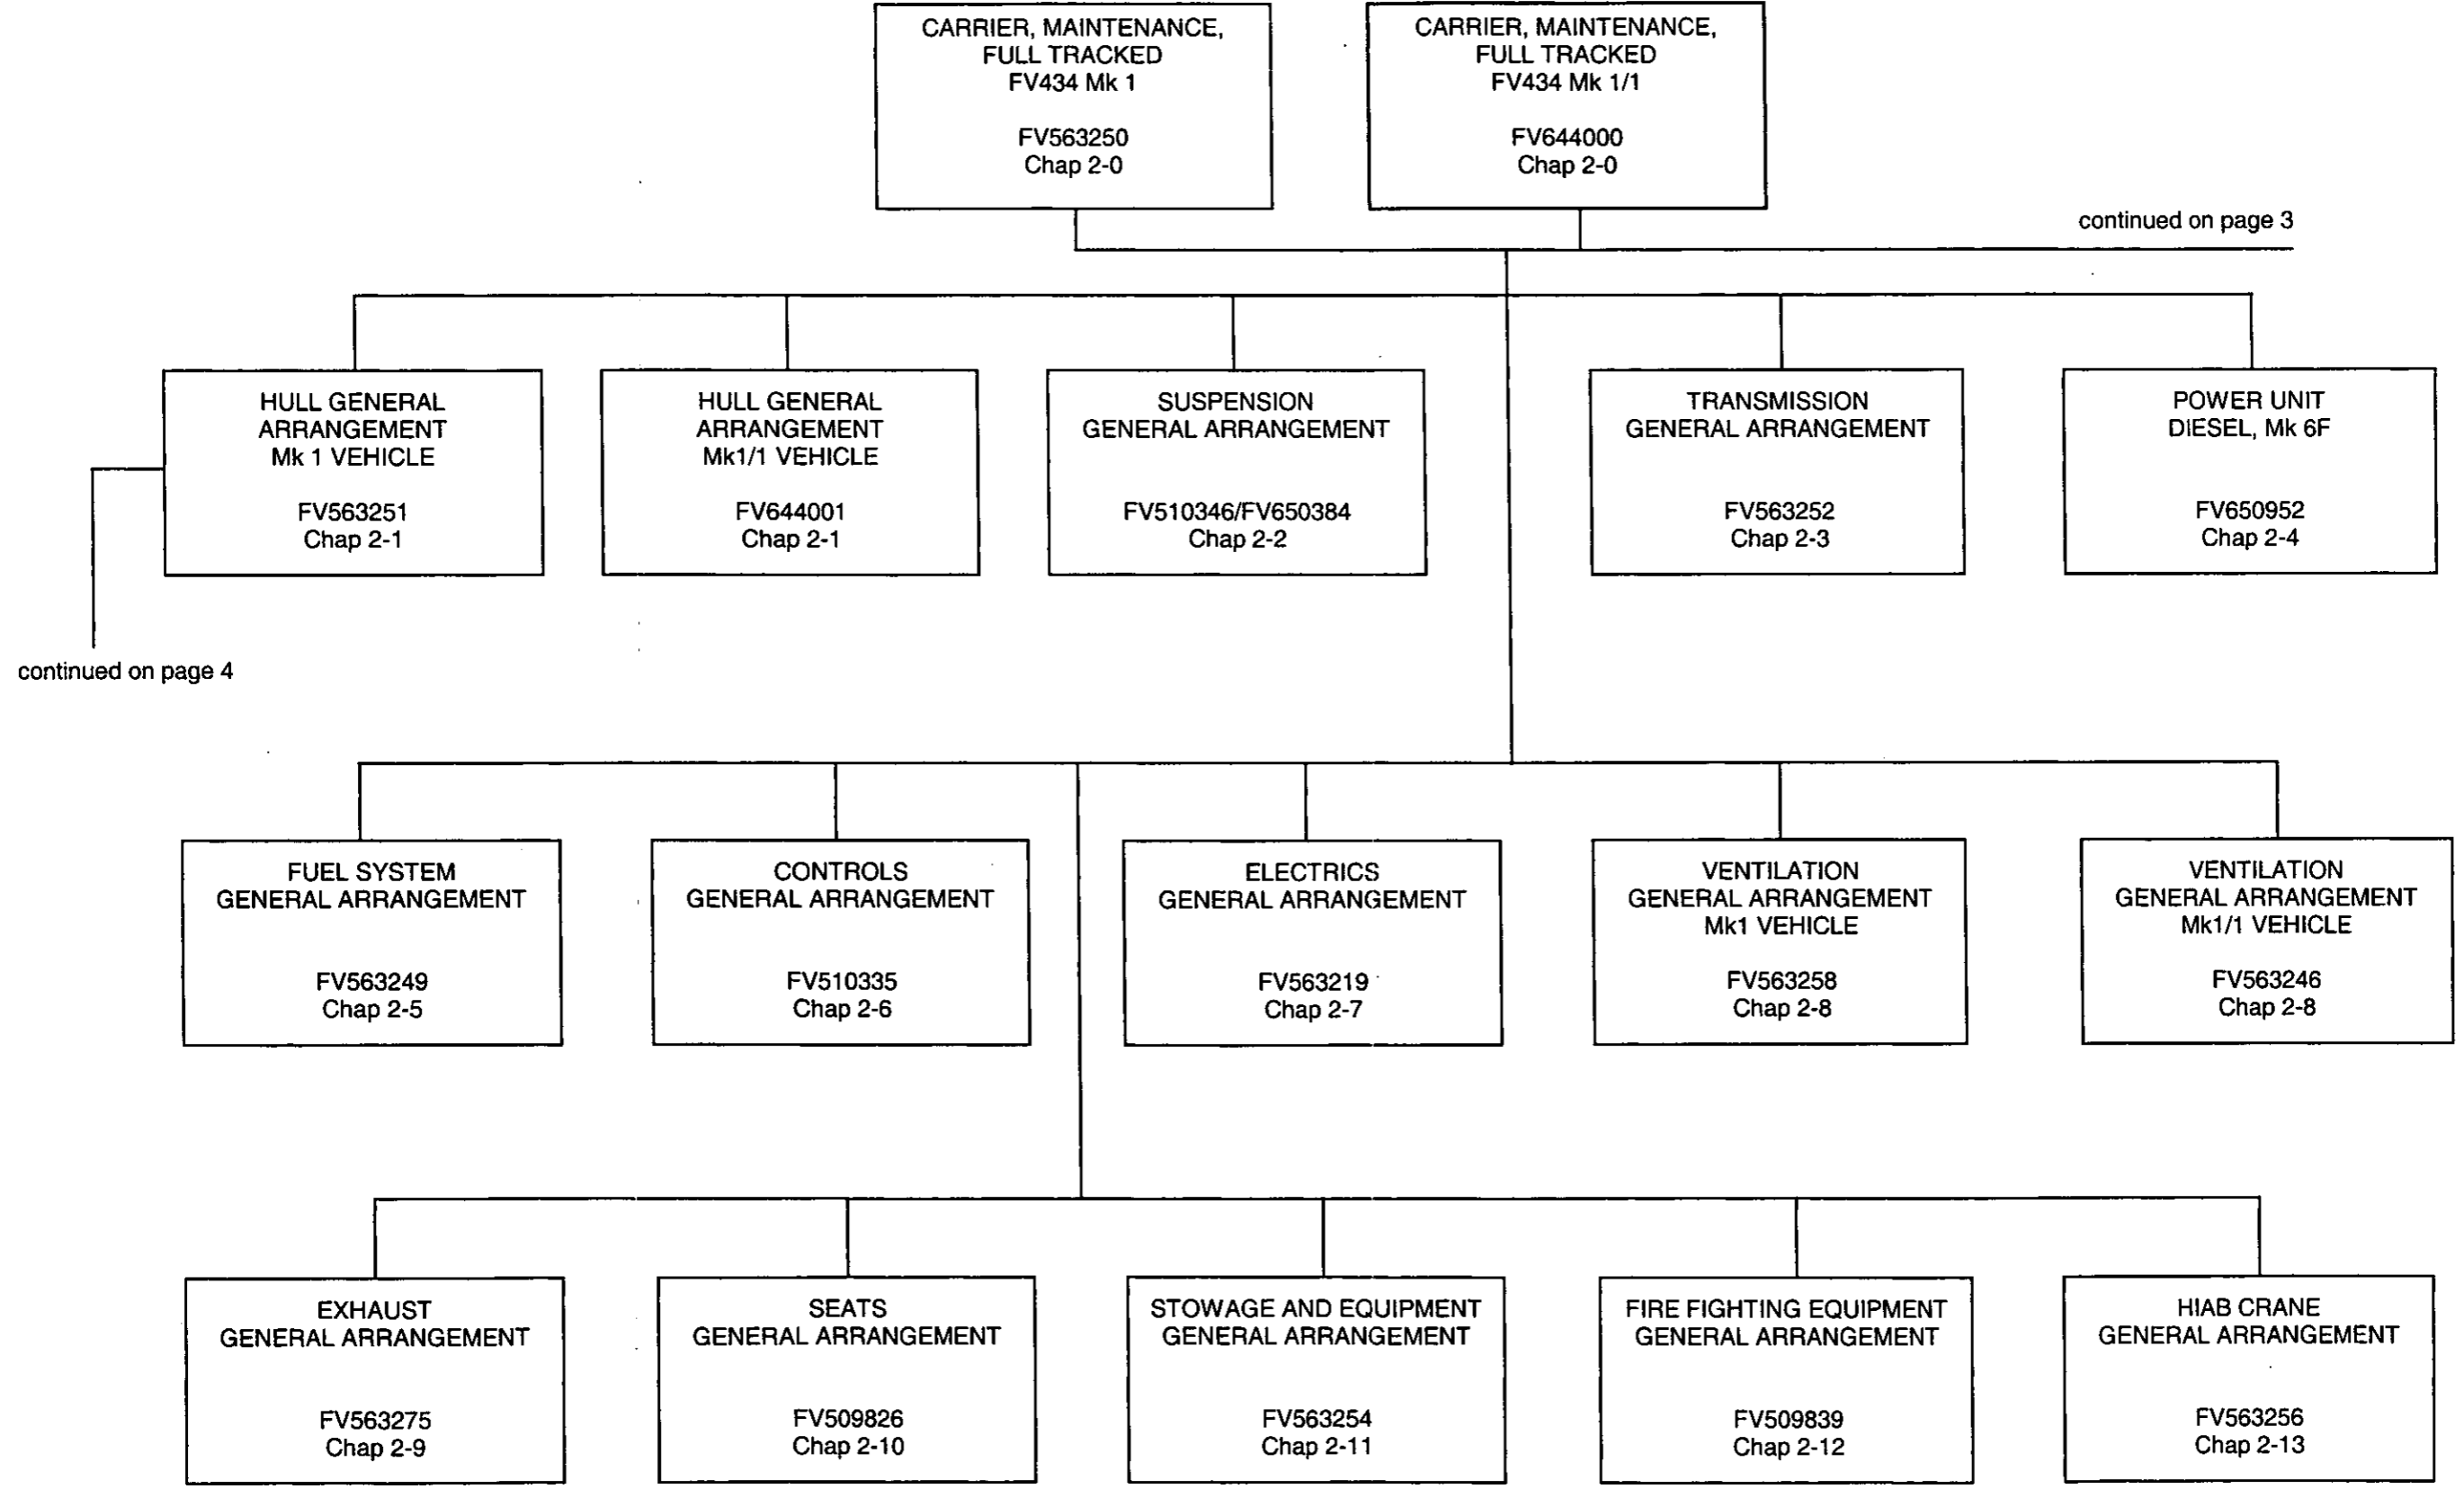 CARRIER, MAINTENANCE,
FULL TRACKED
FV434 Mk 1
FV563250
Chap 2-0
CARRIER, MAINTENANCE,
FULL TRACKED
FV434 Mk 1/1
FV644000
Chap 2-0
continued on page 3
HULL GENERAL
ARRANGEMENT
Mk 1 VEHICLE
FV563251
Chap 2-1
HULL GENERAL
ARRANGEMENT
Mk1/1 VEHICLE
FV644001
Chap 2-1
SUSPENSION
GENERAL ARRANGEMENT
FV510346/FV650384
Chap 2-2
TRANSMISSION
GENERAL ARRANGEMENT
FV563252
Chap 2-3
POWER UNIT
DIESEL, Mk 6F
FV650952
Chap 2-4
continued on page 4
FUEL SYSTEM
GENERAL ARRANGEMENT
FV563249
Chap 2-5
CONTROLS
GENERAL ARRANGEMENT
FV510335
Chap 2-6
ELECTRICS
GENERAL ARRANGEMENT
FV563219
Chap 2-7
VENTILATION
GENERAL ARRANGEMENT
Mk1 VEHICLE
FV563258
Chap 2-8
VENTILATION
GENERAL ARRANGEMENT
Mk1/1 VEHICLE
FV563246
Chap 2-8
EXHAUST
GENERAL ARRANGEMENT
FV563275
Chap 2-9
SEATS
GENERAL ARRANGEMENT
FV509826
Chap 2-10
STOWAGE AND EQUIPMENT
GENERAL ARRANGEMENT
FV563254
Chap 2-11
FIRE FIGHTING EQUIPMENT
GENERAL ARRANGEMENT
FV509839
Chap 2-12
HIAB CRANE
GENERAL ARRANGEMENT
FV563256
Chap 2-13